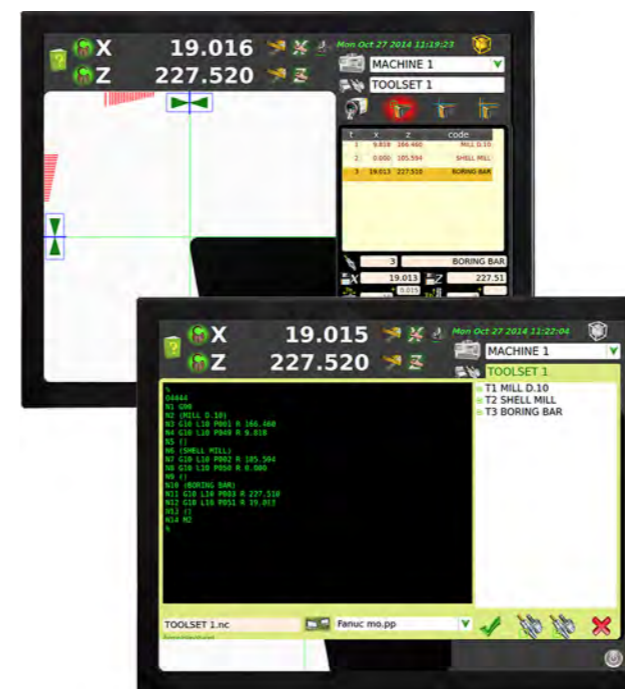 X 19.016
Mon Oct 27 2014 11:19:23
Z 227.520
MACHINE 1
TOOLSET 1
t x z code
1 9.810 166.460 MILL D.10
2 0.000 105.594 SHELL MILL
3 19.013 227.510 BORING BAR
3 BORING BAR
X 19.013 Z 227.51
0.015
X 19.015
Mon Oct 27 2014 11:22:04
Z 227.520
MACHINE 1
TOOLSET 1
%
O4444
N1 G90
N2 (MILL D.10)
N3 G10 L10 P001 R 166.460
N4 G10 L10 P049 R 9.810
N5 ()
N6 (SHELL MILL)
N7 G10 L10 P002 R 105.594
N8 G10 L10 P050 R 0.000
N9 ()
N10 (BORING BAR)
N11 G10 L10 P003 R 227.510
N12 G10 L10 P051 R 19.013
N13 ()
N14 M2
%
T1 MILL D.10
T2 SHELL MILL
T3 BORING BAR
TOOLSET 1.nc
Fanuc mo.pp